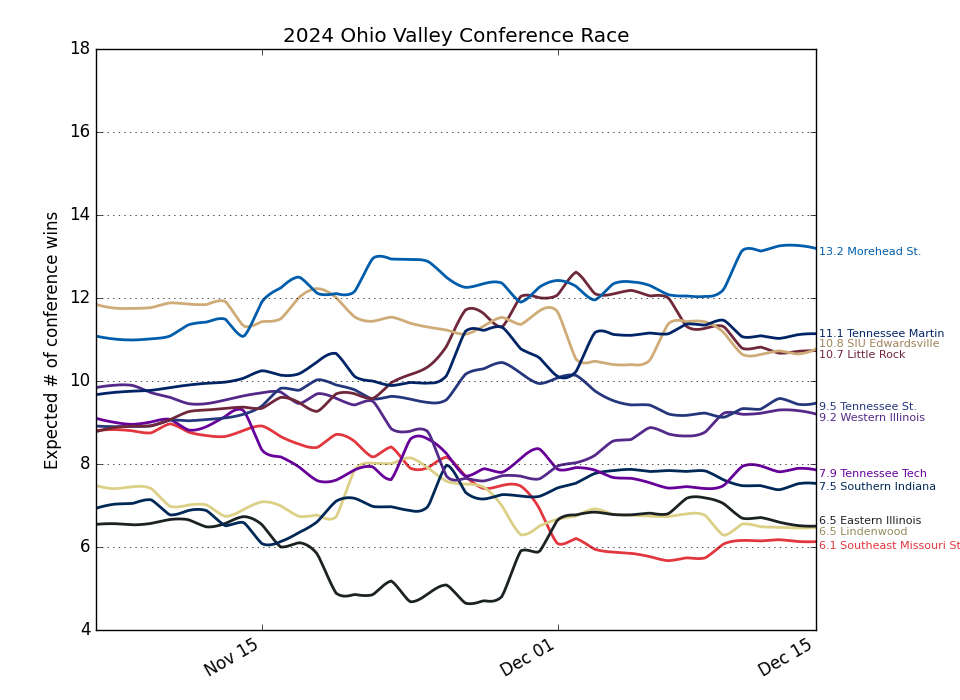 2024 Ohio Valley Conference Race
Expected # of conference wins
18
16
14
12
10
8
6
4
13.2 Morehead St.
11.1 Tennessee Martin
10.8 SIU Edwardsville
10.7 Little Rock
9.5 Tennessee St.
9.2 Western Illinois
7.9 Tennessee Tech
7.5 Southern Indiana
6.5 Eastern Illinois
6.5 Lindenwood
6.1 Southeast Missouri St
Nov 15
Dec 01
Dec 15